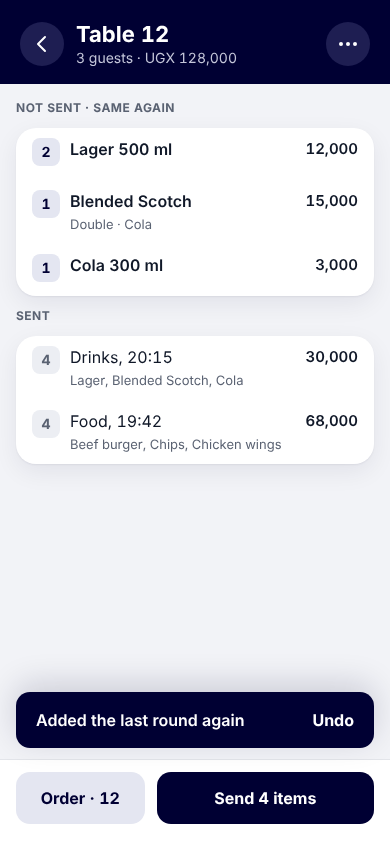 Table 12
3 guests · UGX 128,000
NOT SENT · SAME AGAIN
2 Lager 500 ml 12,000
1 Blended Scotch 15,000
Double · Cola
1 Cola 300 ml 3,000
SENT
4 Drinks, 20:15 30,000
Lager, Blended Scotch, Cola
4 Food, 19:42 68,000
Beef burger, Chips, Chicken wings
Added the last round again Undo
Order · 12 Send 4 items